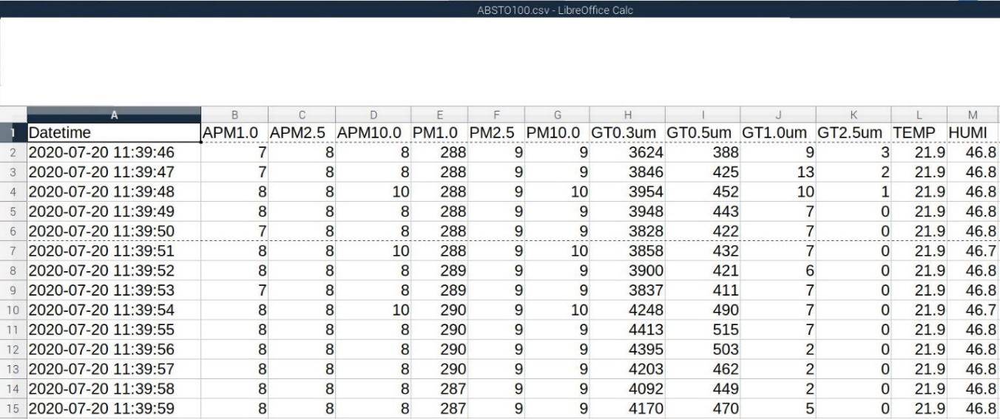 ABSTO100.csv - LibreOffice Calc
A B C D E F G H I J K L M
1 Datetime APM1.0 APM2.5 APM10.0 PM1.0 PM2.5 PM10.0 GT0.3um GT0.5um GT1.0um GT2.5um TEMP HUMI
2 2020-07-20 11:39:46 7 8 8 288 9 9 3624 388 9 3 21.9 46.8
3 2020-07-20 11:39:47 7 8 8 288 9 9 3846 425 13 2 21.9 46.8
4 2020-07-20 11:39:48 8 8 10 288 9 10 3954 452 10 1 21.9 46.8
5 2020-07-20 11:39:49 8 8 8 288 9 9 3948 443 7 0 21.9 46.8
6 2020-07-20 11:39:50 7 8 8 288 9 9 3828 422 7 0 21.9 46.8
7 2020-07-20 11:39:51 8 8 10 288 9 10 3858 432 7 0 21.9 46.7
8 2020-07-20 11:39:52 8 8 8 289 9 9 3900 421 6 0 21.9 46.8
9 2020-07-20 11:39:53 7 8 8 289 9 9 3837 411 7 0 21.9 46.8
10 2020-07-20 11:39:54 8 8 10 290 9 10 4248 490 7 0 21.9 46.7
11 2020-07-20 11:39:55 8 8 8 290 9 9 4413 515 7 0 21.9 46.8
12 2020-07-20 11:39:56 8 8 8 290 9 9 4395 503 2 0 21.9 46.8
13 2020-07-20 11:39:57 8 8 8 290 9 9 4203 462 2 0 21.9 46.8
14 2020-07-20 11:39:58 8 8 8 287 9 9 4092 449 2 0 21.9 46.8
15 2020-07-20 11:39:59 8 8 8 287 9 9 4170 470 5 0 21.9 46.8